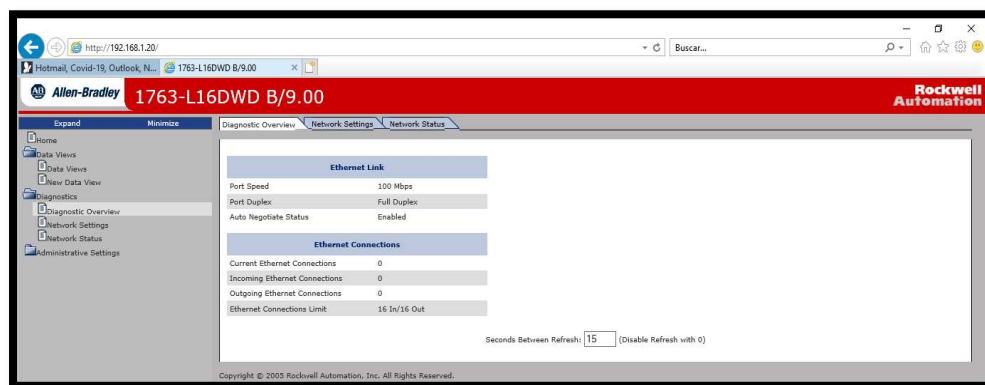 http://192.168.1.20/
Buscar...
Hotmail, Covid-19, Outlook, N...
1763-L16DWD B/9.00
AB Allen-Bradley
1763-L16DWD B/9.00
Rockwell
Automation
Expand Minimize
Home
Data Views
Data Views
New Data View
Diagnostics
Diagnostic Overview
Network Settings
Network Status
Administrative Settings
Diagnostic Overview Network Settings Network Status
Ethernet Link
Port Speed 100 Mbps
Port Duplex Full Duplex
Auto Negotiate Status Enabled
Ethernet Connections
Current Ethernet Connections 0
Incoming Ethernet Connections 0
Outgoing Ethernet Connections 0
Ethernet Connections Limit 16 In/16 Out
Seconds Between Refresh: 15 (Disable Refresh with 0)
Copyright © 2005 Rockwell Automation, Inc. All Rights Reserved.